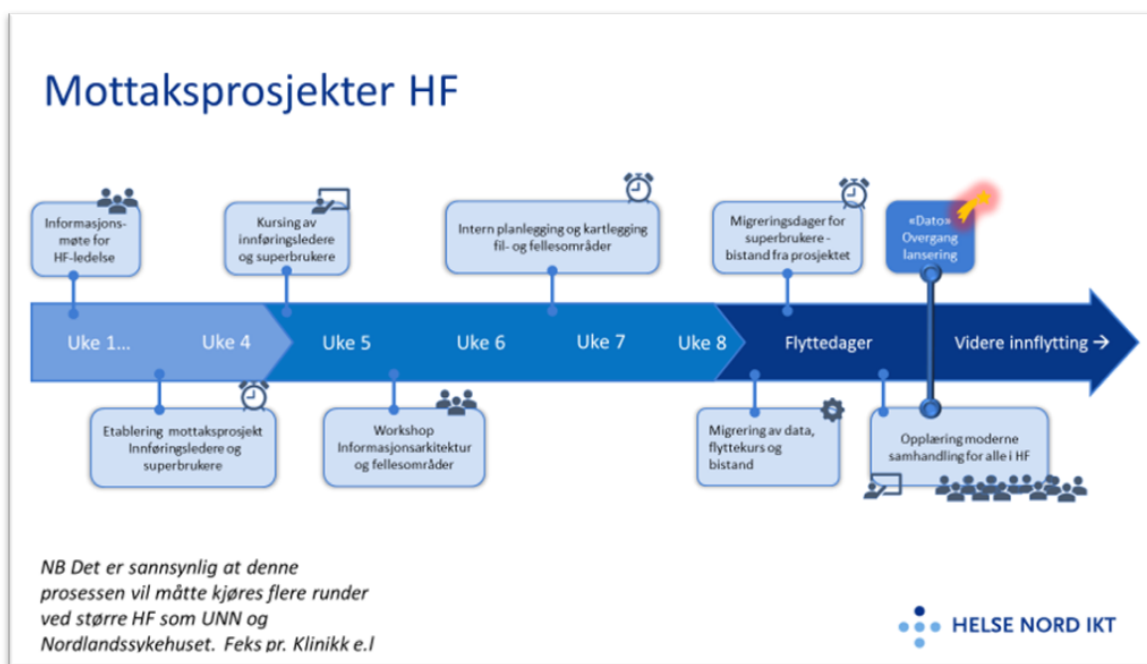 Mottaksprosjekter HF
Informasjons-
møte for
HF-ledelse
Kursing av
innføringsledere
og superbrukere
Intern planlegging og kartlegging
fil- og fellesområder
Migreringsdager for
superbrukere -
bistand fra prosjektet
«Dato»
Overgang
lansering
Uke 1...
Uke 4
Uke 5
Uke 6
Uke 7
Uke 8
Flyttedager
Videre innflytting →
Etablering mottaksprosjekt
Innføringsledere og
superbrukere
Workshop
Informasjonsarkitektur
og fellesområder
Migrering av data,
flyttekurs og
bistand
Opplæring moderne
samhandling for alle i HF
NB Det er sannsynlig at denne
prosessen vil måtte kjøres flere runder
ved større HF som UNN og
Nordlandssykehuset. Feks pr. Klinikk e.l
HELSE NORD IKT